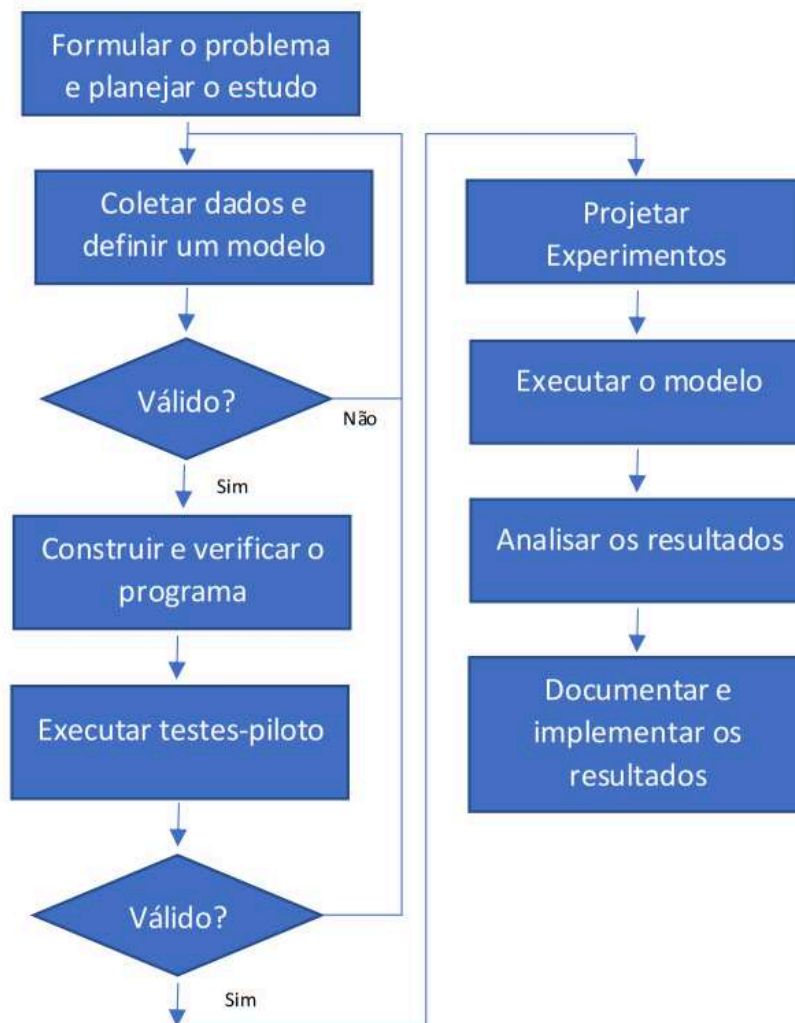 Formular o problema
e planejar o estudo
Coletar dados e
definir um modelo
Válido?
Não
Sim
Construir e verificar o
programa
Executar testes-piloto
Válido?
Sim
Projetar
Experimentos
Executar o modelo
Analisar os resultados
Documentar e
implementar os
resultados